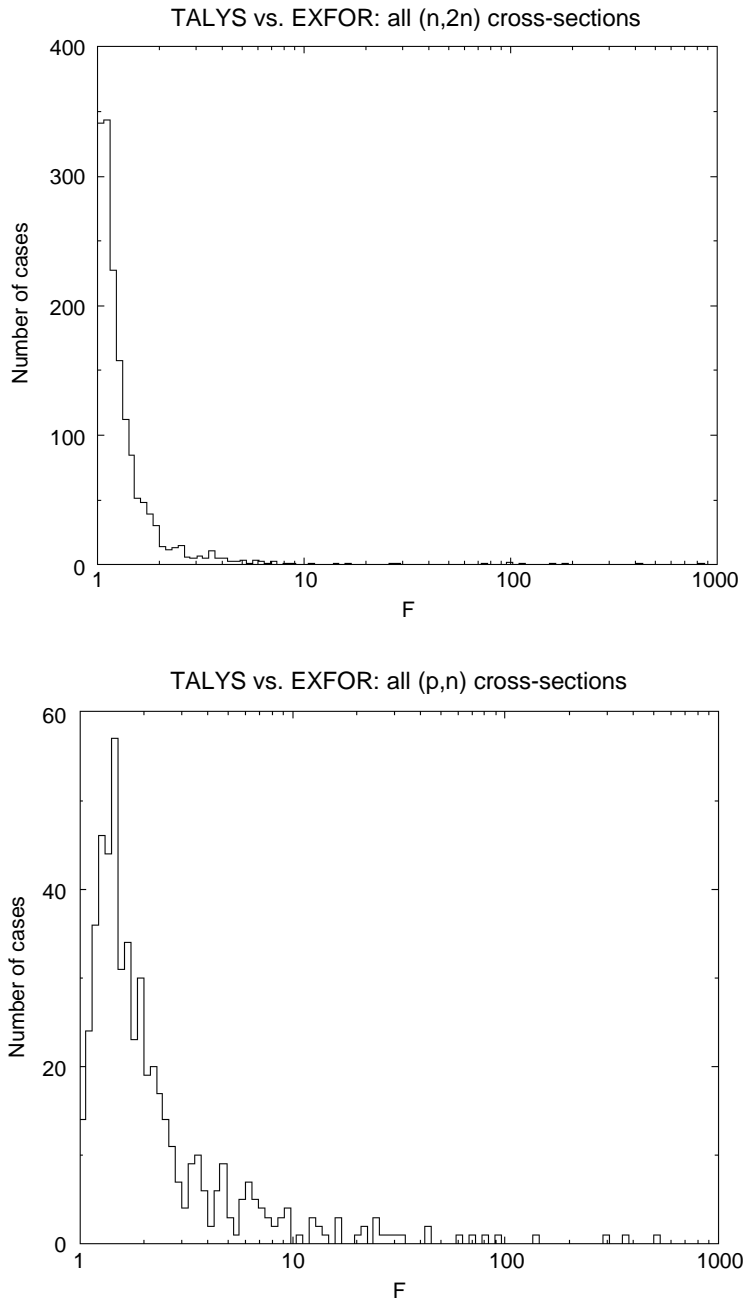 TALYS vs. EXFOR: all (n,2n) cross-sections
400
300
200
100
0
Number of cases
1
10
100
1000
F
TALYS vs. EXFOR: all (p,n) cross-sections
60
40
20
0
Number of cases
1
10
100
1000
F